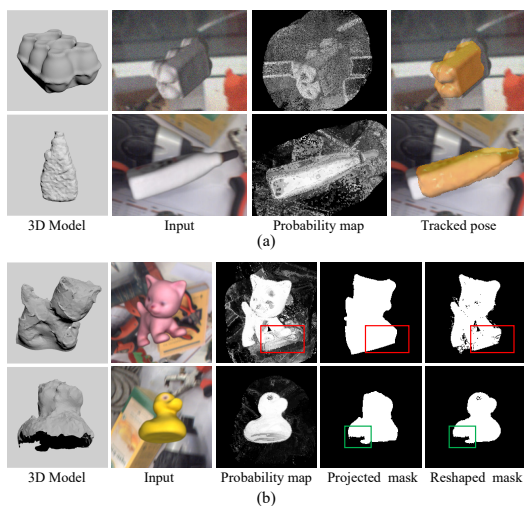 3D Model Input Probability map Tracked pose
(a)
3D Model Input Probability map Projected mask Reshaped mask
(b)